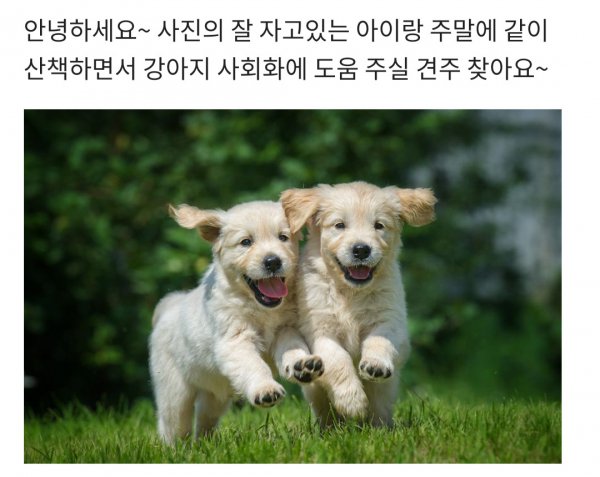 안녕하세요~ 사진의 잘 자고있는 아이랑 주말에 같이
산책하면서 강아지 사회화에 도움 주실 견주 찾아요~